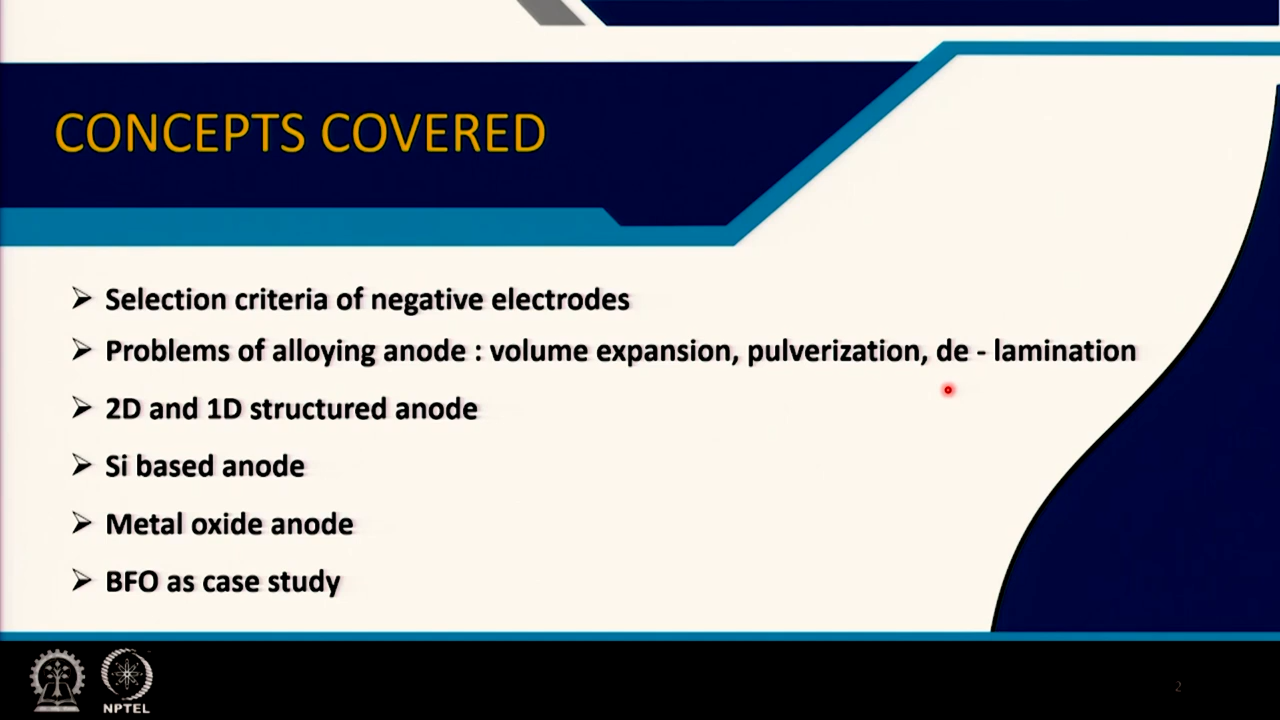 CONCEPTS COVERED
Selection criteria of negative electrodes
Problems of alloying anode : volume expansion, pulverization, de - lamination
2D and 1D structured anode
Si based anode
Metal oxide anode
BFO as case study
NPTEL
2